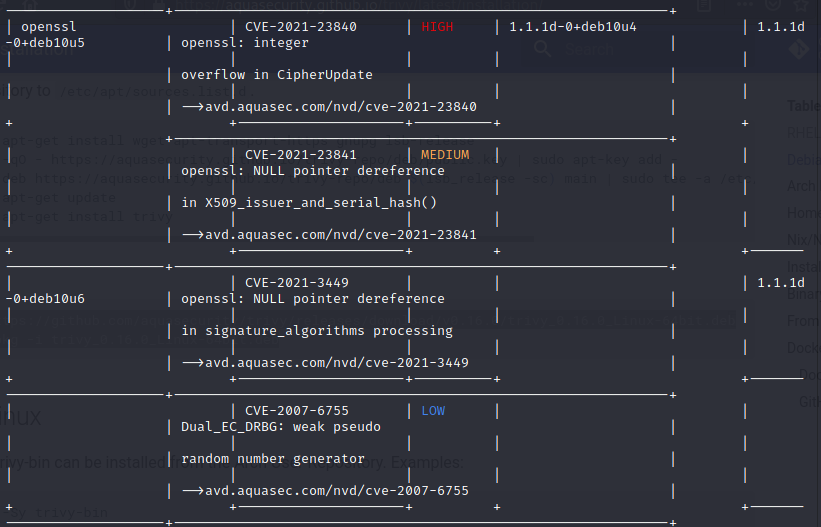 openssl | CVE-2021-23840 | HIGH | 1.1.1d-0+deb10u4 | 1.1.1d
-0+deb10u5 | openssl: integer
overflow in CipherUpdate
-->avd.aquasec.com/nvd/cve-2021-23840
CVE-2021-23841 | MEDIUM
openssl: NULL pointer dereference
in X509_issuer_and_serial_hash()
-->avd.aquasec.com/nvd/cve-2021-23841
CVE-2021-3449 | 1.1.1d
-0+deb10u6 | openssl: NULL pointer dereference
in signature_algorithms processing
-->avd.aquasec.com/nvd/cve-2021-3449
CVE-2007-6755 | LOW
Dual_EC_DRBG: weak pseudo
random number generator
-->avd.aquasec.com/nvd/cve-2007-6755